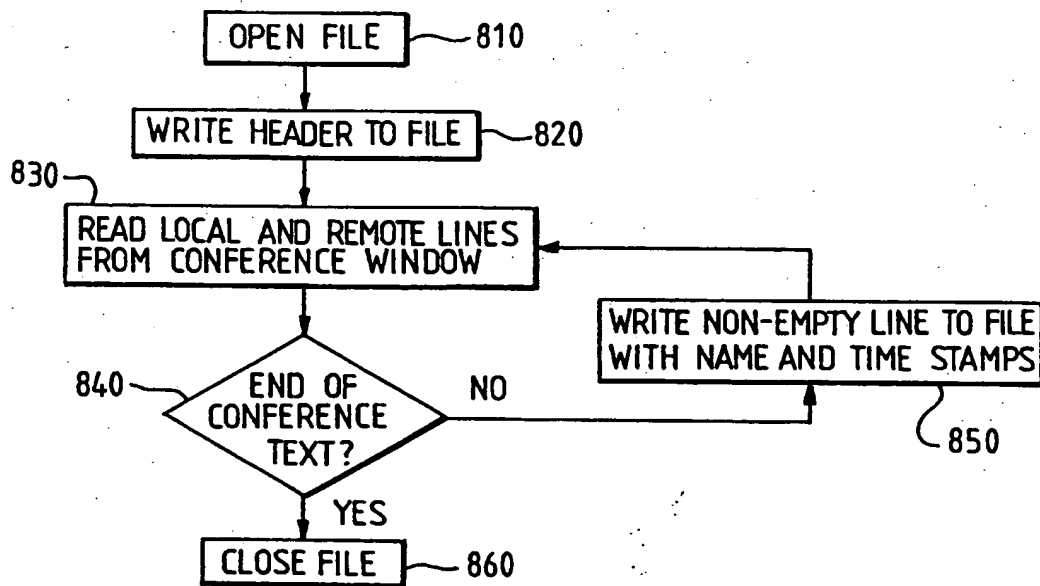 OPEN FILE
810
WRITE HEADER TO FILE
820
830
READ LOCAL AND REMOTE LINES
FROM CONFERENCE WINDOW
WRITE NON-EMPTY LINE TO FILE
WITH NAME AND TIME STAMPS
850
840
END OF
CONFERENCE
TEXT?
NO
YES
CLOSE FILE
860